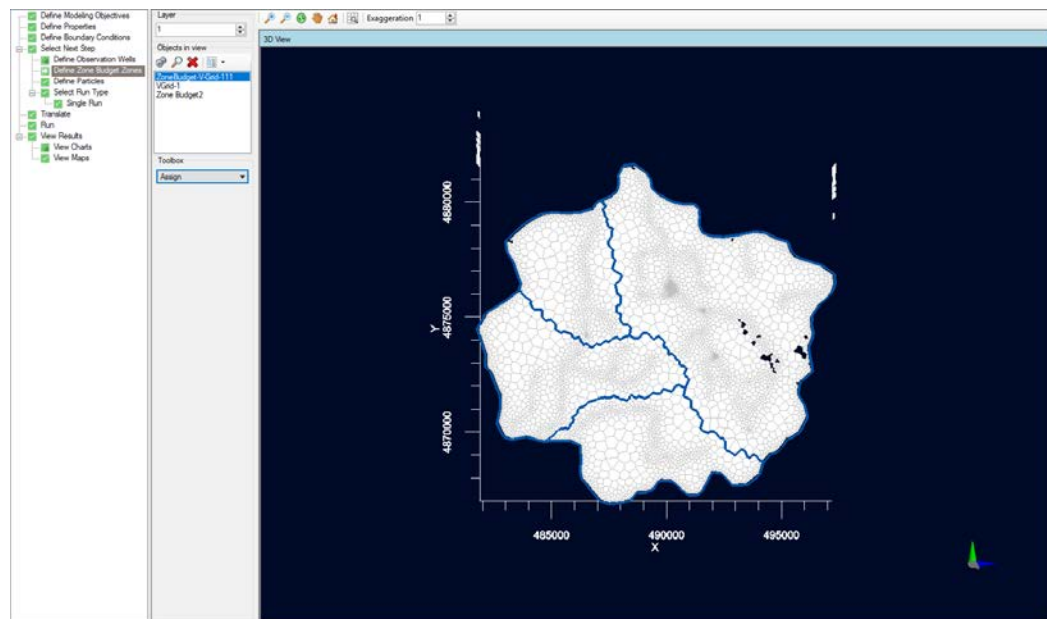 Define Modeling Objectives
Define Properties
Define Boundary Conditions
Select Next Step
Define Observation Wells
Define Zone Budget Zones
Define Particles
Select Run Type
Single Run
Translate
Run
View Results
View Charts
View Maps
Layer
1
Objects in view
ZoneBudget-V-Grid-111
VGrid-1
Zone Budget2
Toolbox
Assign
Exaggeration 1
3D View
4880000
4875000
4870000
Y
485000 490000 495000
X